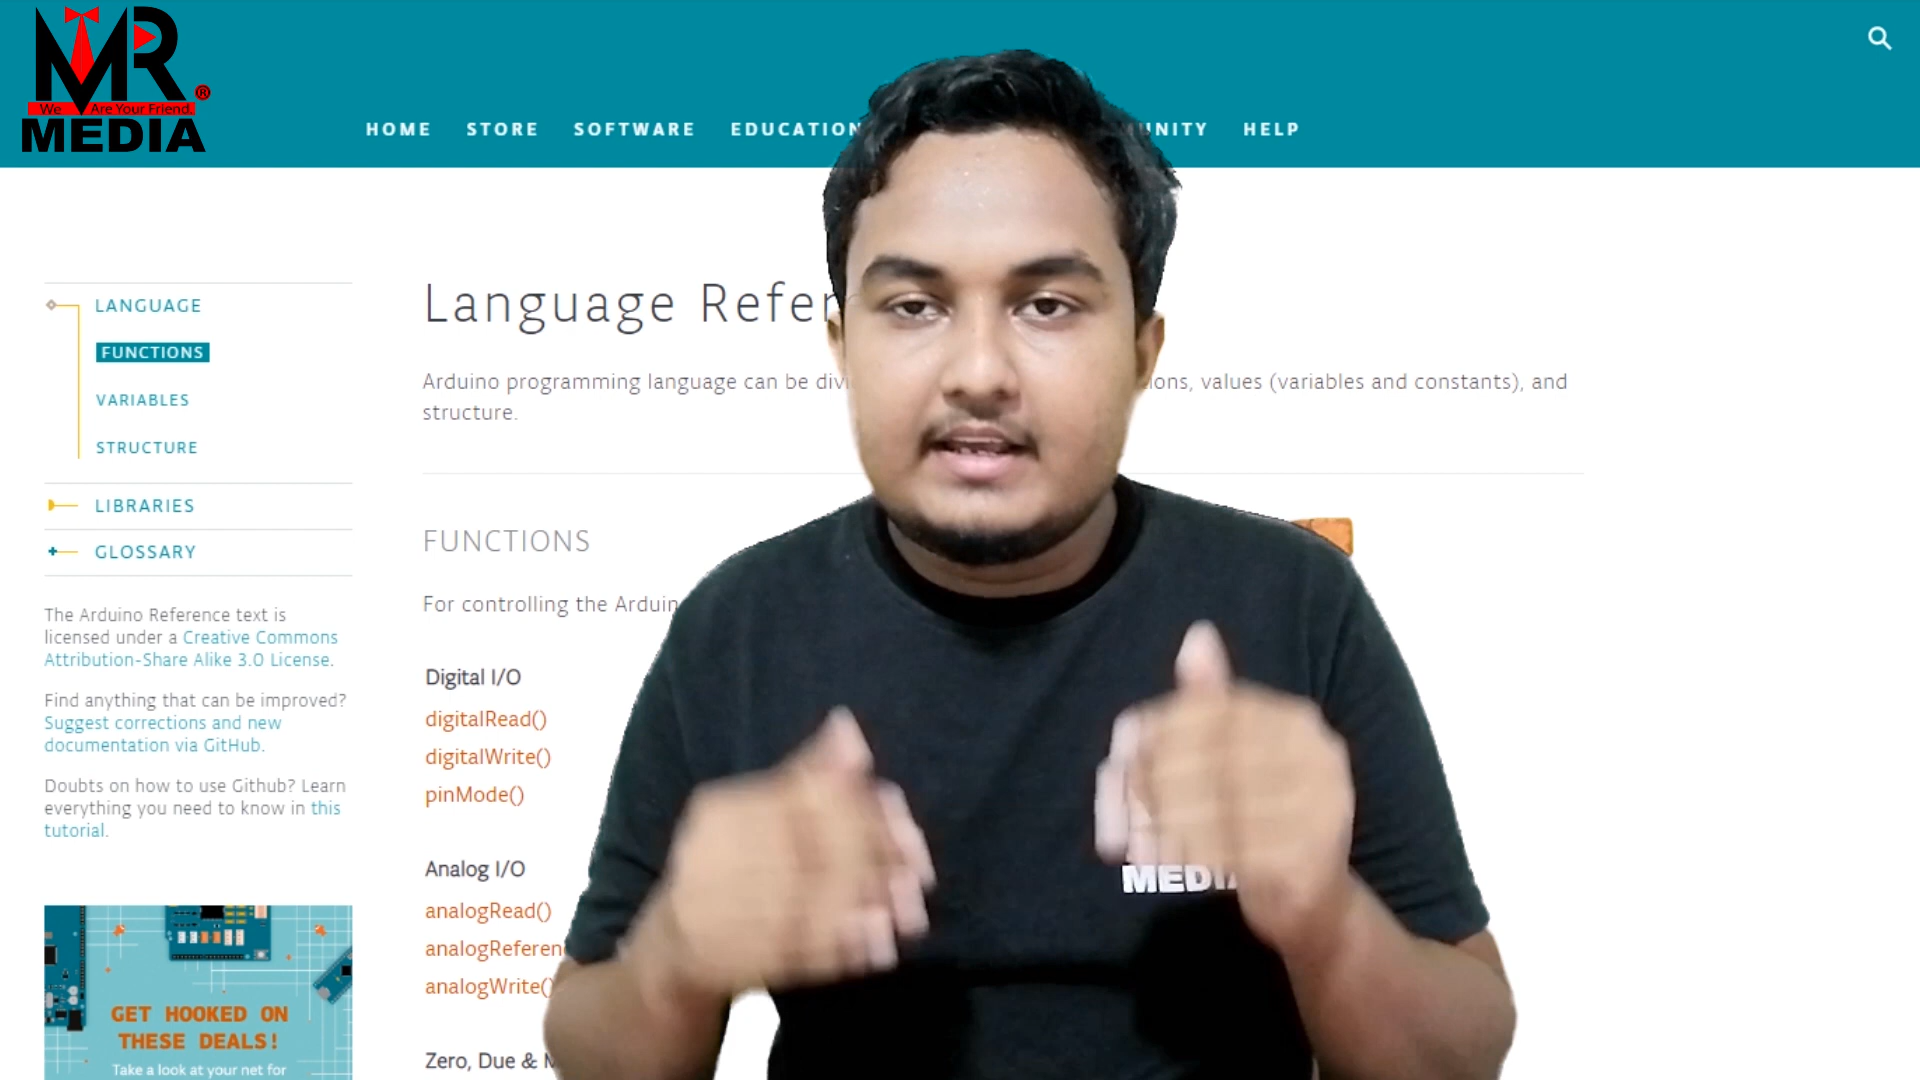 MR
®
We Are Your Friend.
MEDIA
HOME STORE SOFTWARE EDUCATION HELP
LANGUAGE
FUNCTIONS
VARIABLES
STRUCTURE
LIBRARIES
GLOSSARY
The Arduino Reference text is
licensed under a Creative Commons
Attribution-Share Alike 3.0 License.
Find anything that can be improved?
Suggest corrections and new
documentation via GitHub.
Doubts on how to use Github? Learn
everything you need to know in this
tutorial.
GET HOOKED ON
THESE DEALS!
Take a look at your net for
Language Refer
Arduino programming language can be divi ions, values (variables and constants), and
structure.
FUNCTIONS
For controlling the Arduin
Digital I/O
digitalRead()
digitalWrite()
pinMode()
Analog I/O
analogRead()
analogReferen
analogWrite()
Zero, Due &
MEDIA